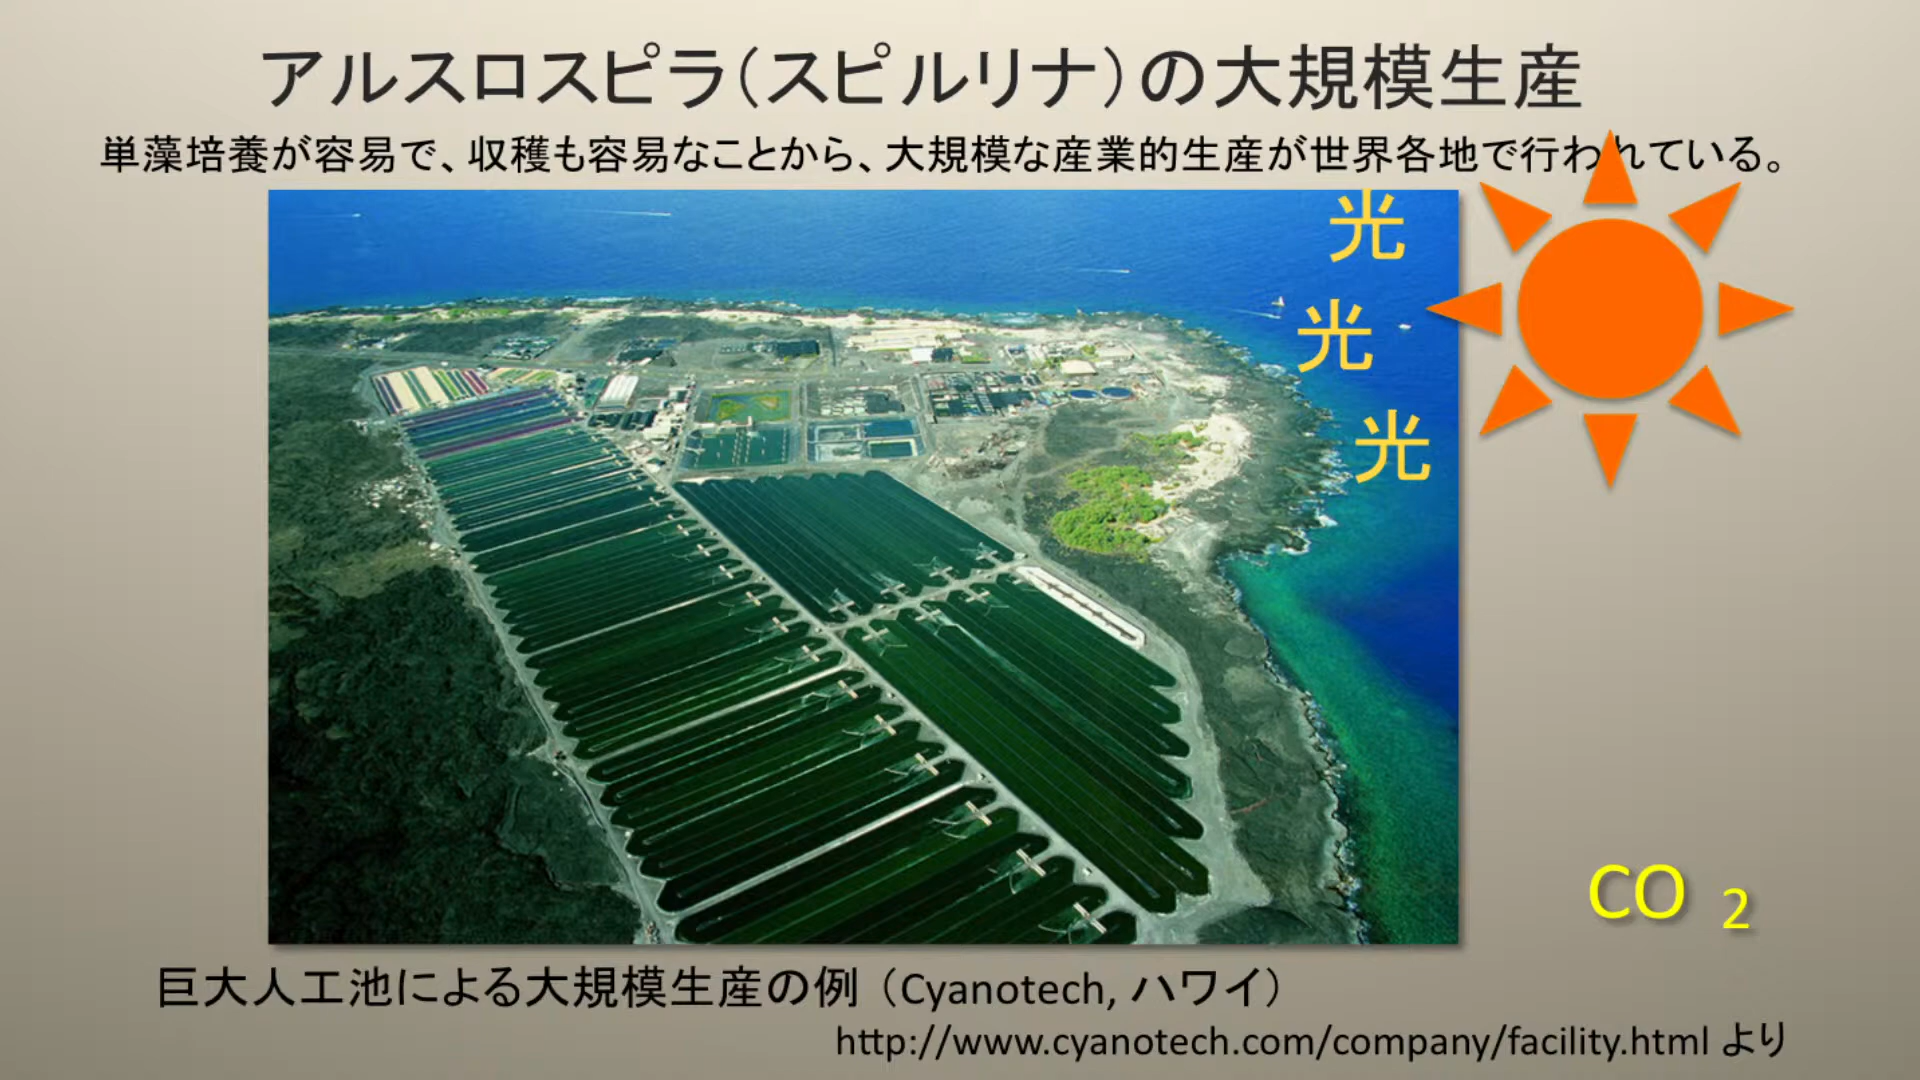 アルスロスピラ（スピルリナ）の大規模生産
単藻培養が容易で、収穫も容易なことから、大規模な産業的生産が世界各地で行われている。
光
光
光
CO 2
巨大人工池による大規模生産の例（Cyanotech, ハワイ）
http://www.cyanotech.com/company/facility.html より